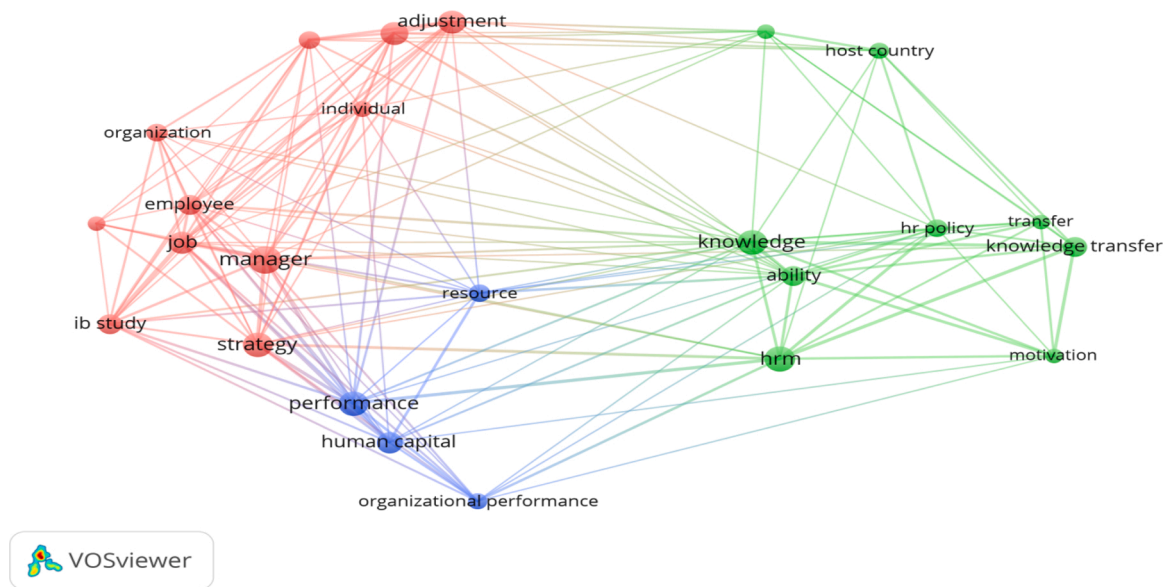 adjustment
host country
individual
organization
employee
transfer
hr policy
job
knowledge
knowledge transfer
manager
ability
resource
ib study
strategy
hrm
motivation
performance
human capital
organizational performance
VOSviewer